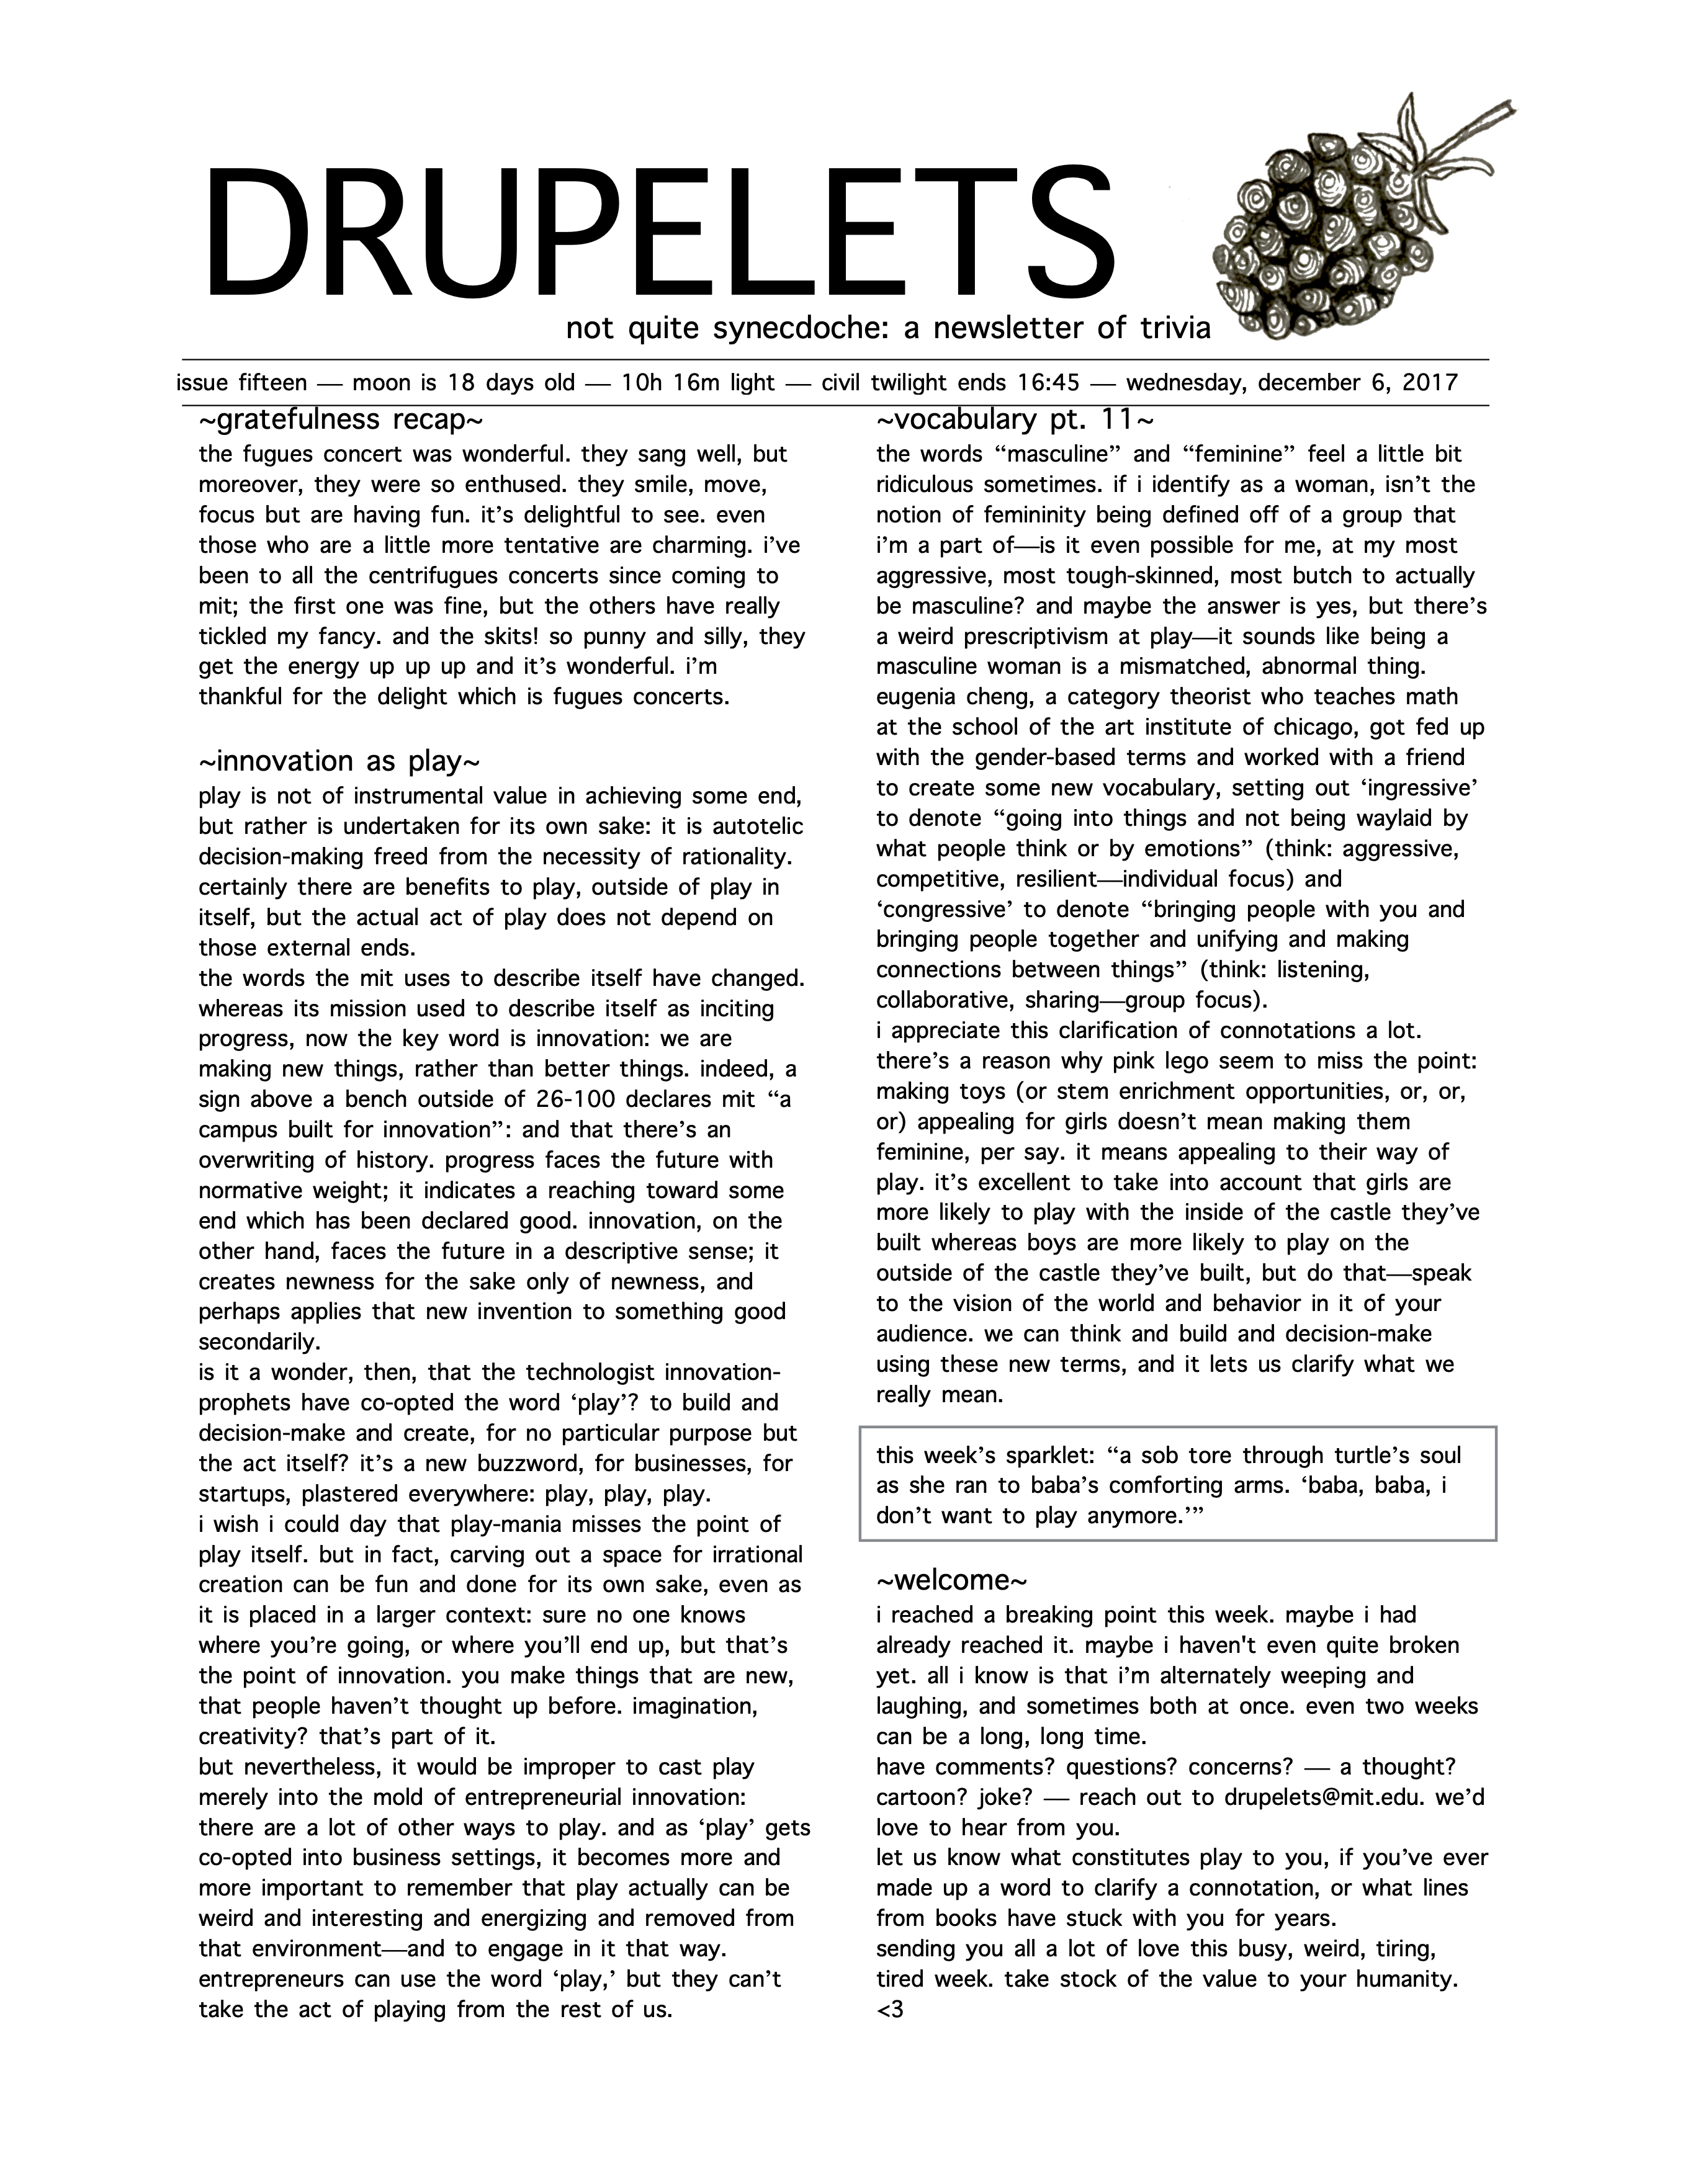 DRUPELETS
not quite synecdoche: a newsletter of trivia
issue fifteen — moon is 18 days old — 10h 16m light — civil twilight ends 16:45 — wednesday, december 6, 2017
~gratefulness recap~
the fugues concert was wonderful. they sang well, but
moreover, they were so enthused. they smile, move,
focus but are having fun. it’s delightful to see. even
those who are a little more tentative are charming. i’ve
been to all the centrifugues concerts since coming to
mit; the first one was fine, but the others have really
tickled my fancy. and the skits! so punny and silly, they
get the energy up up up and it’s wonderful. i’m
thankful for the delight which is fugues concerts.
~innovation as play~
play is not of instrumental value in achieving some end,
but rather is undertaken for its own sake: it is autotelic
decision-making freed from the necessity of rationality.
certainly there are benefits to play, outside of play in
itself, but the actual act of play does not depend on
those external ends.
the words the mit uses to describe itself have changed.
whereas its mission used to describe itself as inciting
progress, now the key word is innovation: we are
making new things, rather than better things. indeed, a
sign above a bench outside of 26-100 declares mit “a
campus built for innovation”: and that there’s an
overwriting of history. progress faces the future with
normative weight; it indicates a reaching toward some
end which has been declared good. innovation, on the
other hand, faces the future in a descriptive sense; it
creates newness for the sake only of newness, and
perhaps applies that new invention to something good
secondarily.
is it a wonder, then, that the technologist innovation-
prophets have co-opted the word ‘play’? to build and
decision-make and create, for no particular purpose but
the act itself? it’s a new buzzword, for businesses, for
startups, plastered everywhere: play, play, play.
i wish i could day that play-mania misses the point of
play itself. but in fact, carving out a space for irrational
creation can be fun and done for its own sake, even as
it is placed in a larger context: sure no one knows
where you’re going, or where you’ll end up, but that’s
the point of innovation. you make things that are new,
that people haven’t thought up before. imagination,
creativity? that’s part of it.
but nevertheless, it would be improper to cast play
merely into the mold of entrepreneurial innovation:
there are a lot of other ways to play. and as ‘play’ gets
co-opted into business settings, it becomes more and
more important to remember that play actually can be
weird and interesting and energizing and removed from
that environment—and to engage in it that way.
entrepreneurs can use the word ‘play,’ but they can’t
take the act of playing from the rest of us.
~vocabulary pt. 11~
the words “masculine” and “feminine” feel a little bit
ridiculous sometimes. if i identify as a woman, isn’t the
notion of femininity being defined off of a group that
i’m a part of—is it even possible for me, at my most
aggressive, most tough-skinned, most butch to actually
be masculine? and maybe the answer is yes, but there’s
a weird prescriptivism at play—it sounds like being a
masculine woman is a mismatched, abnormal thing.
eugenia cheng, a category theorist who teaches math
at the school of the art institute of chicago, got fed up
with the gender-based terms and worked with a friend
to create some new vocabulary, setting out ‘ingressive’
to denote “going into things and not being waylaid by
what people think or by emotions” (think: aggressive,
competitive, resilient—individual focus) and
‘congressive’ to denote “bringing people with you and
bringing people together and unifying and making
connections between things” (think: listening,
collaborative, sharing—group focus).
i appreciate this clarification of connotations a lot.
there’s a reason why pink lego seem to miss the point:
making toys (or stem enrichment opportunities, or, or,
or) appealing for girls doesn’t mean making them
feminine, per say. it means appealing to their way of
play. it’s excellent to take into account that girls are
more likely to play with the inside of the castle they’ve
built whereas boys are more likely to play on the
outside of the castle they’ve built, but do that—speak
to the vision of the world and behavior in it of your
audience. we can think and build and decision-make
using these new terms, and it lets us clarify what we
really mean.
this week’s sparklet: “a sob tore through turtle’s soul
as she ran to baba’s comforting arms. ‘baba, baba, i
don’t want to play anymore.’”
~welcome~
i reached a breaking point this week. maybe i had
already reached it. maybe i haven't even quite broken
yet. all i know is that i’m alternately weeping and
laughing, and sometimes both at once. even two weeks
can be a long, long time.
have comments? questions? concerns? — a thought?
cartoon? joke? — reach out to drupelets@mit.edu. we’d
love to hear from you.
let us know what constitutes play to you, if you’ve ever
made up a word to clarify a connotation, or what lines
from books have stuck with you for years.
sending you all a lot of love this busy, weird, tiring,
tired week. take stock of the value to your humanity.
<3